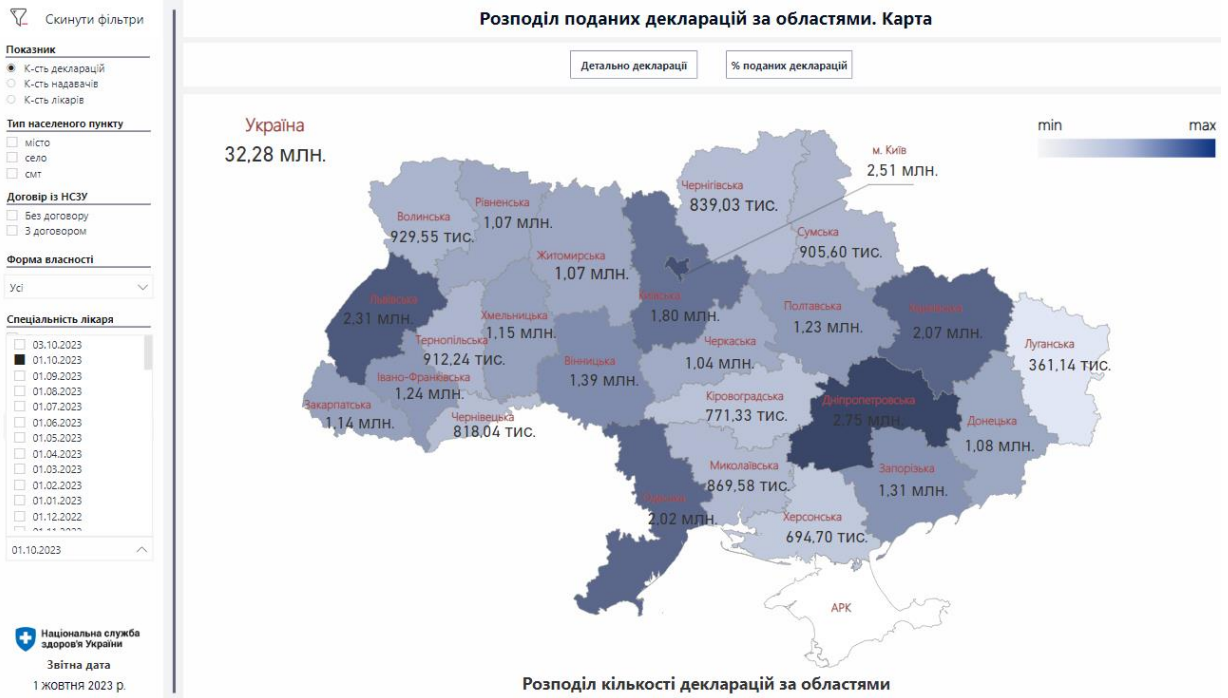 Скинути фільтри
Показник
К-сть декларацій
К-сть надавачів
К-сть лікарів
Тип населеного пункту
місто
село
смт
Договір із НСЗУ
Без договору
З договором
Форма власності
Усі
Спеціальність лікаря
03.10.2023
01.10.2023
01.09.2023
01.08.2023
01.07.2023
01.06.2023
01.05.2023
01.04.2023
01.03.2023
01.02.2023
01.01.2023
01.12.2022
01.11.2022
01.10.2023
Національна служба
здоров'я України
Звітна дата
1 жовтня 2023 р.
Розподіл поданих декларацій за областями. Карта
Детально декларації
% поданих декларацій
Україна
32,28 млн.
min
max
м. Київ
2,51 млн.
Чернігівська
839,03 тис.
Волинська
929,55 тис.
Рівненська
1,07 млн.
Житомирська
1,07 млн.
Сумська
905,60 тис.
Львівська
2,31 млн.
Київська
1,80 млн.
Полтавська
1,23 млн.
Харківська
2,07 млн.
Хмельницька
1,15 млн.
Тернопільська
912,24 тис.
Черкаська
1,04 млн.
Луганська
361,14 тис.
Вінницька
1,39 млн.
Івано-Франківська
1,24 млн.
Закарпатська
1,14 млн.
Чернівецька
818,04 тис.
Кіровоградська
771,33 тис.
Дніпропетровська
2.75 млн.
Донецька
1,08 млн.
Миколаївська
869,58 тис.
Запорізька
1,31 млн.
Одеська
2,02 млн.
Херсонська
694,70 тис.
АРК
Розподіл кількості декларацій за областями